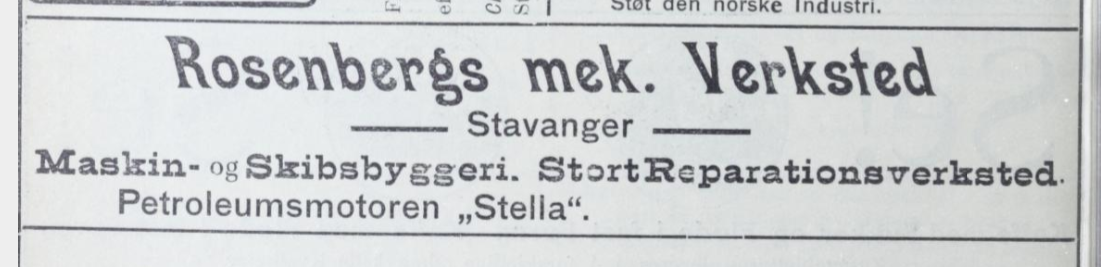 Støt den norske Industri.
Rosenbergs mek. Verksted
Stavanger
Maskin- og Skibsbyggeri. Stort Reparationsverksted.
Petroleumsmotoren „Stella“.